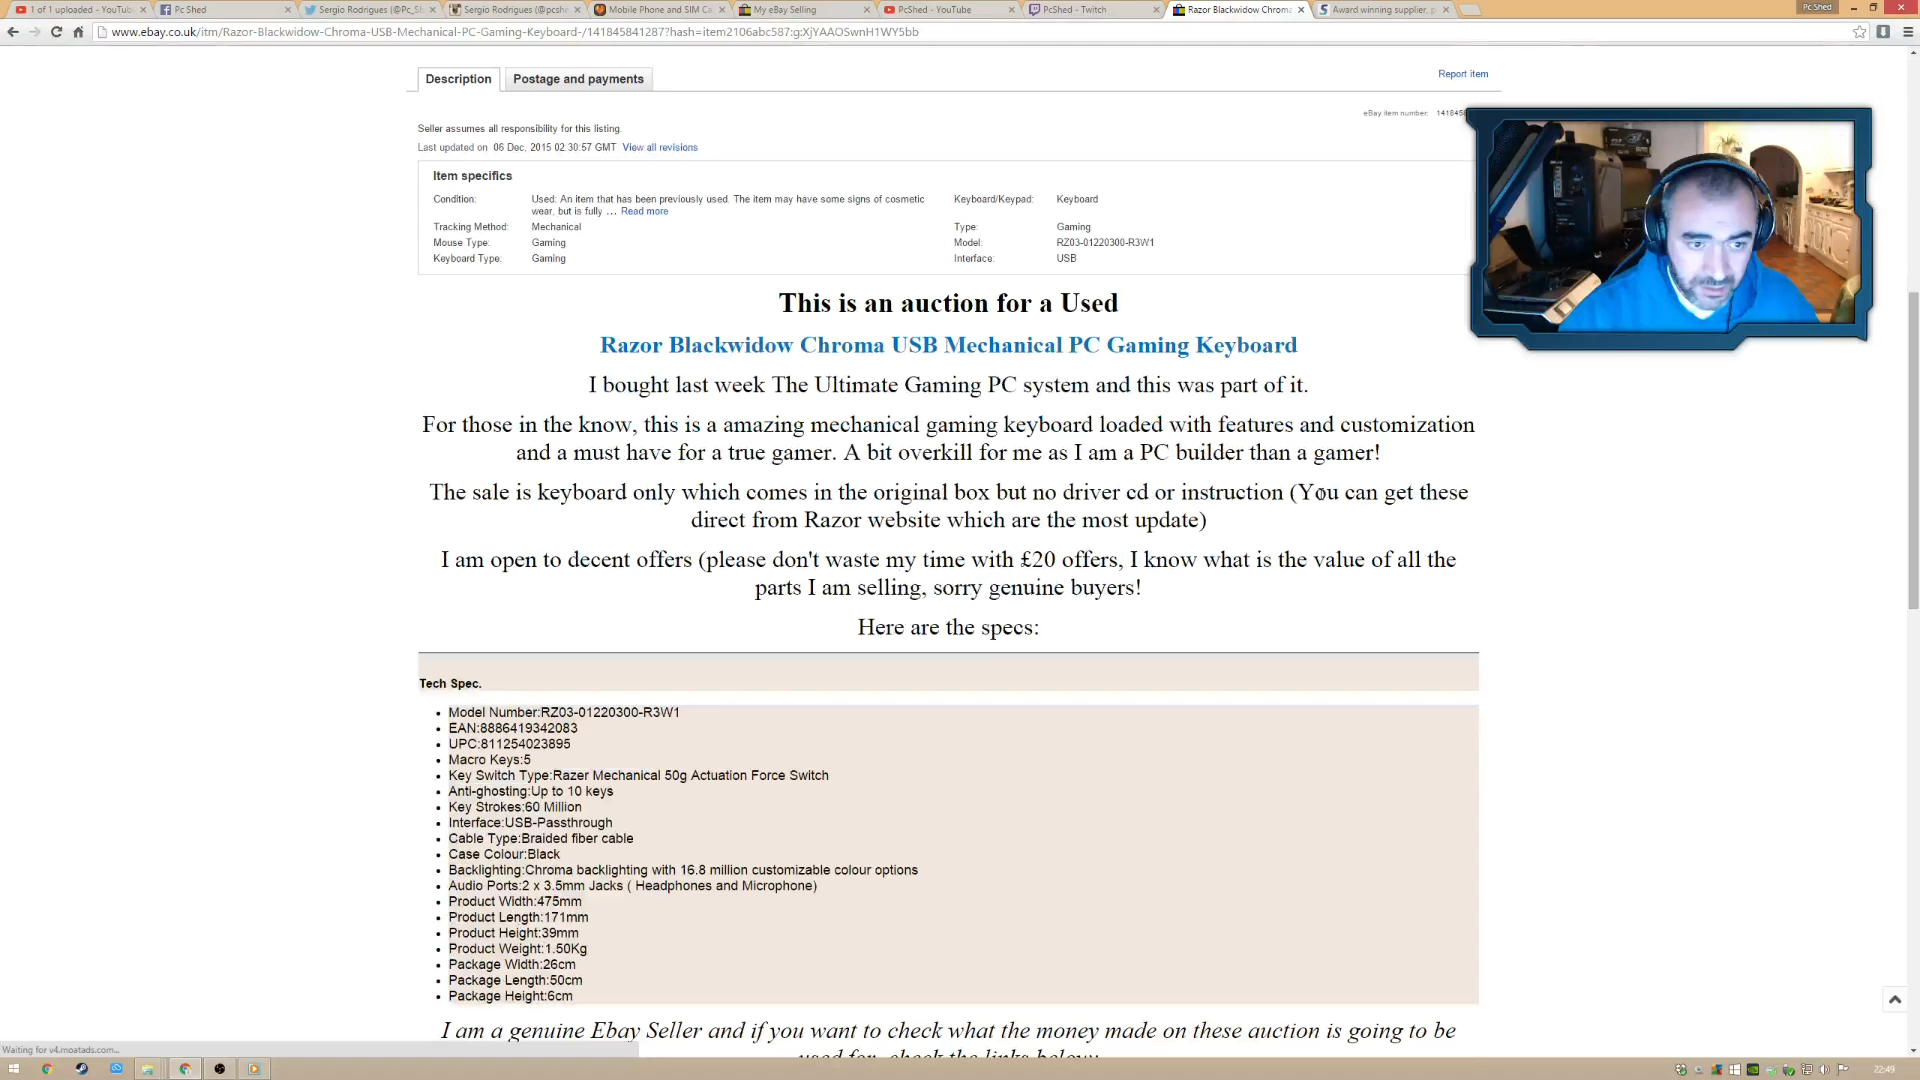 1 of 1 uploaded - YouTub
Pc Shed
Sergio Rodrigues (@Pc_Sh
Sergio Rodrigues (@pcshe
Mobile Phone and SIM Ca
My eBay Selling
PcShed - YouTube
PcShed - Twitch
Razor Blackwidow Chroma
Award winning supplier, p
Pc Shed
www.ebay.co.uk/itm/Razor-Blackwidow-Chroma-USB-Mechanical-PC-Gaming-Keyboard-/141845841287?hash=item2106abc587:g:XjYAAOSwnH1WY5bb
Description
Postage and payments
Report item
eBay item number: 141845
Seller assumes all responsibility for this listing.
Last updated on 06 Dec, 2015 02:30:57 GMT View all revisions
Item specifics
Condition: Used: An item that has been previously used. The item may have some signs of cosmetic
wear, but is fully ... Read more
Keyboard/Keypad: Keyboard
Tracking Method: Mechanical
Type: Gaming
Mouse Type: Gaming
Model: RZ03-01220300-R3W1
Keyboard Type: Gaming
Interface: USB
This is an auction for a Used
Razor Blackwidow Chroma USB Mechanical PC Gaming Keyboard
I bought last week The Ultimate Gaming PC system and this was part of it.
For those in the know, this is a amazing mechanical gaming keyboard loaded with features and customization
and a must have for a true gamer. A bit overkill for me as I am a PC builder than a gamer!
The sale is keyboard only which comes in the original box but no driver cd or instruction (You can get these
direct from Razor website which are the most update)
I am open to decent offers (please don't waste my time with £20 offers, I know what is the value of all the
parts I am selling, sorry genuine buyers!
Here are the specs:
Tech Spec.
Model Number:RZ03-01220300-R3W1
EAN:8886419342083
UPC:811254023895
Macro Keys:5
Key Switch Type:Razer Mechanical 50g Actuation Force Switch
Anti-ghosting:Up to 10 keys
Key Strokes:60 Million
Interface:USB-Passthrough
Cable Type:Braided fiber cable
Case Colour:Black
Backlighting:Chroma backlighting with 16.8 million customizable colour options
Audio Ports:2 x 3.5mm Jacks ( Headphones and Microphone)
Product Width:475mm
Product Length:171mm
Product Height:39mm
Product Weight:1.50Kg
Package Width:26cm
Package Length:50cm
Package Height:6cm
I am a genuine Ebay Seller and if you want to check what the money made on these auction is going to be
used for, check the links below:
Waiting for v4.moatads.com...
22:49